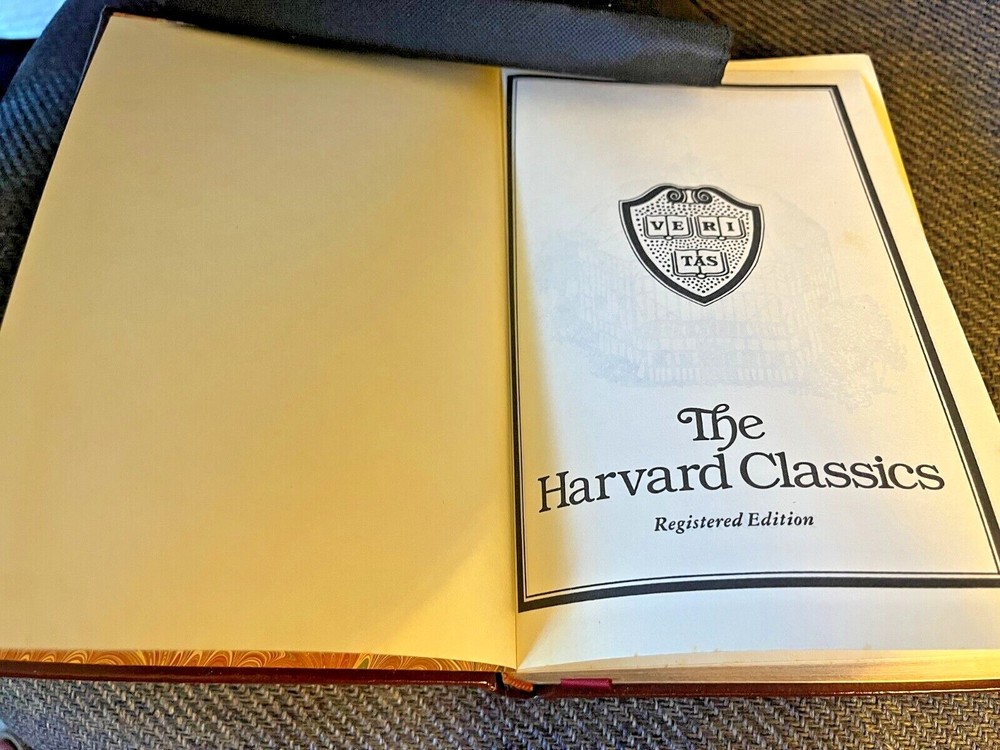 VE RI
TAS
The
Harvard Classics
Registered Edition